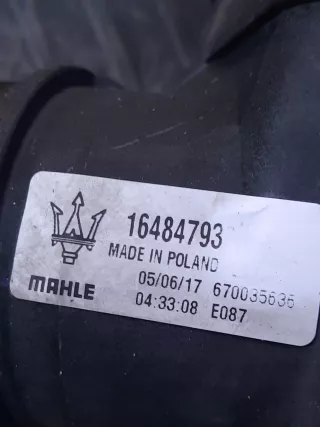 16484793
MADE IN POLAND
05/06/17 670035636
MAHLE
04:33:08 E087